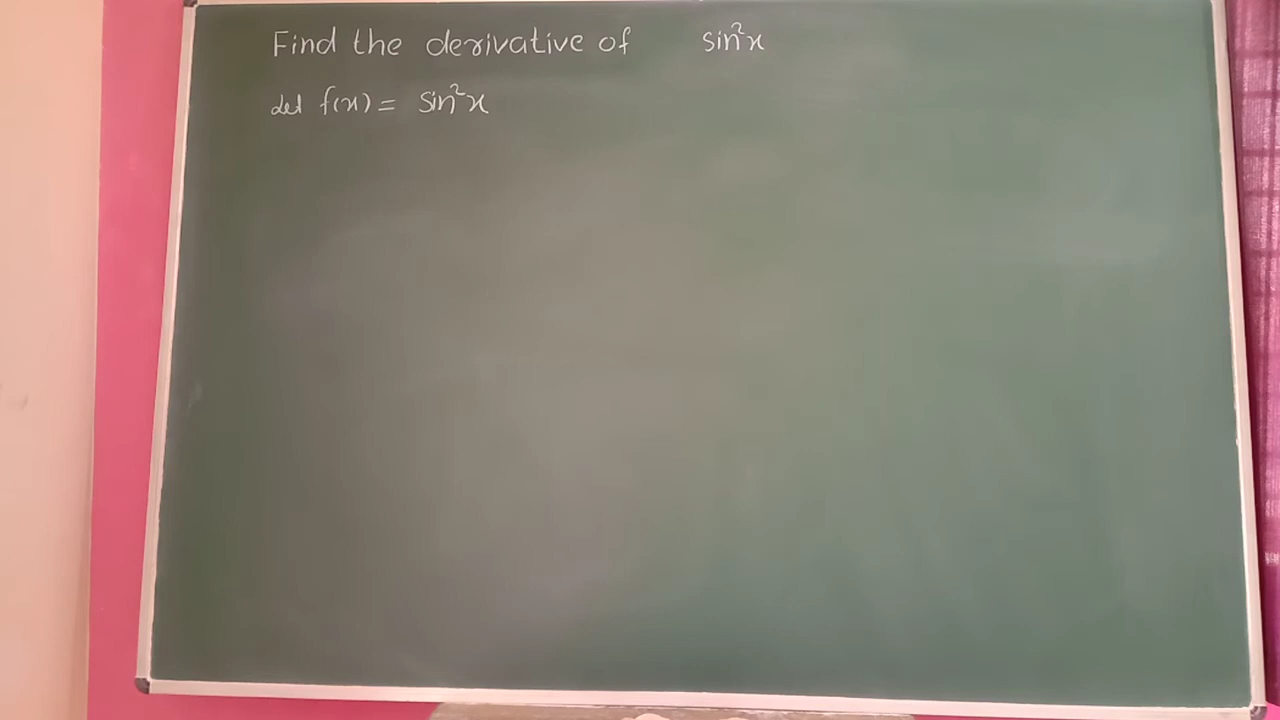 Find the derivative of sin²x
Let f(x) = sin²x